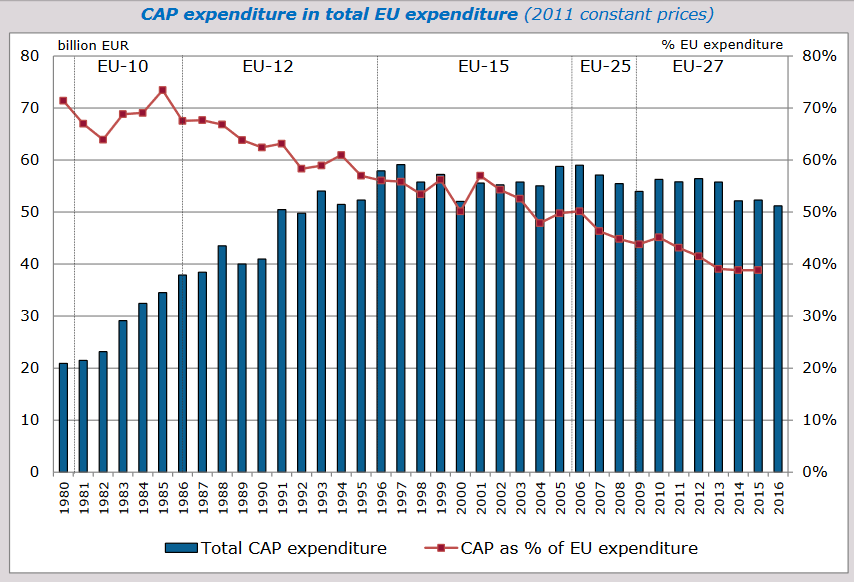 CAP expenditure in total EU expenditure (2011 constant prices)
billion EUR % EU expenditure
80 EU-10 EU-12 EU-15 EU-25 EU-27 80%
70 70%
60 60%
50 50%
40 40%
30 30%
20 20%
10 10%
0 0%
1980 1981 1982 1983 1984 1985 1986 1987 1988 1989 1990 1991 1992 1993 1994 1995 1996 1997 1998 1999 2000 2001 2002 2003 2004 2005 2006 2007 2008 2009 2010 2011 2012 2013 2014 2015 2016
Total CAP expenditure CAP as % of EU expenditure